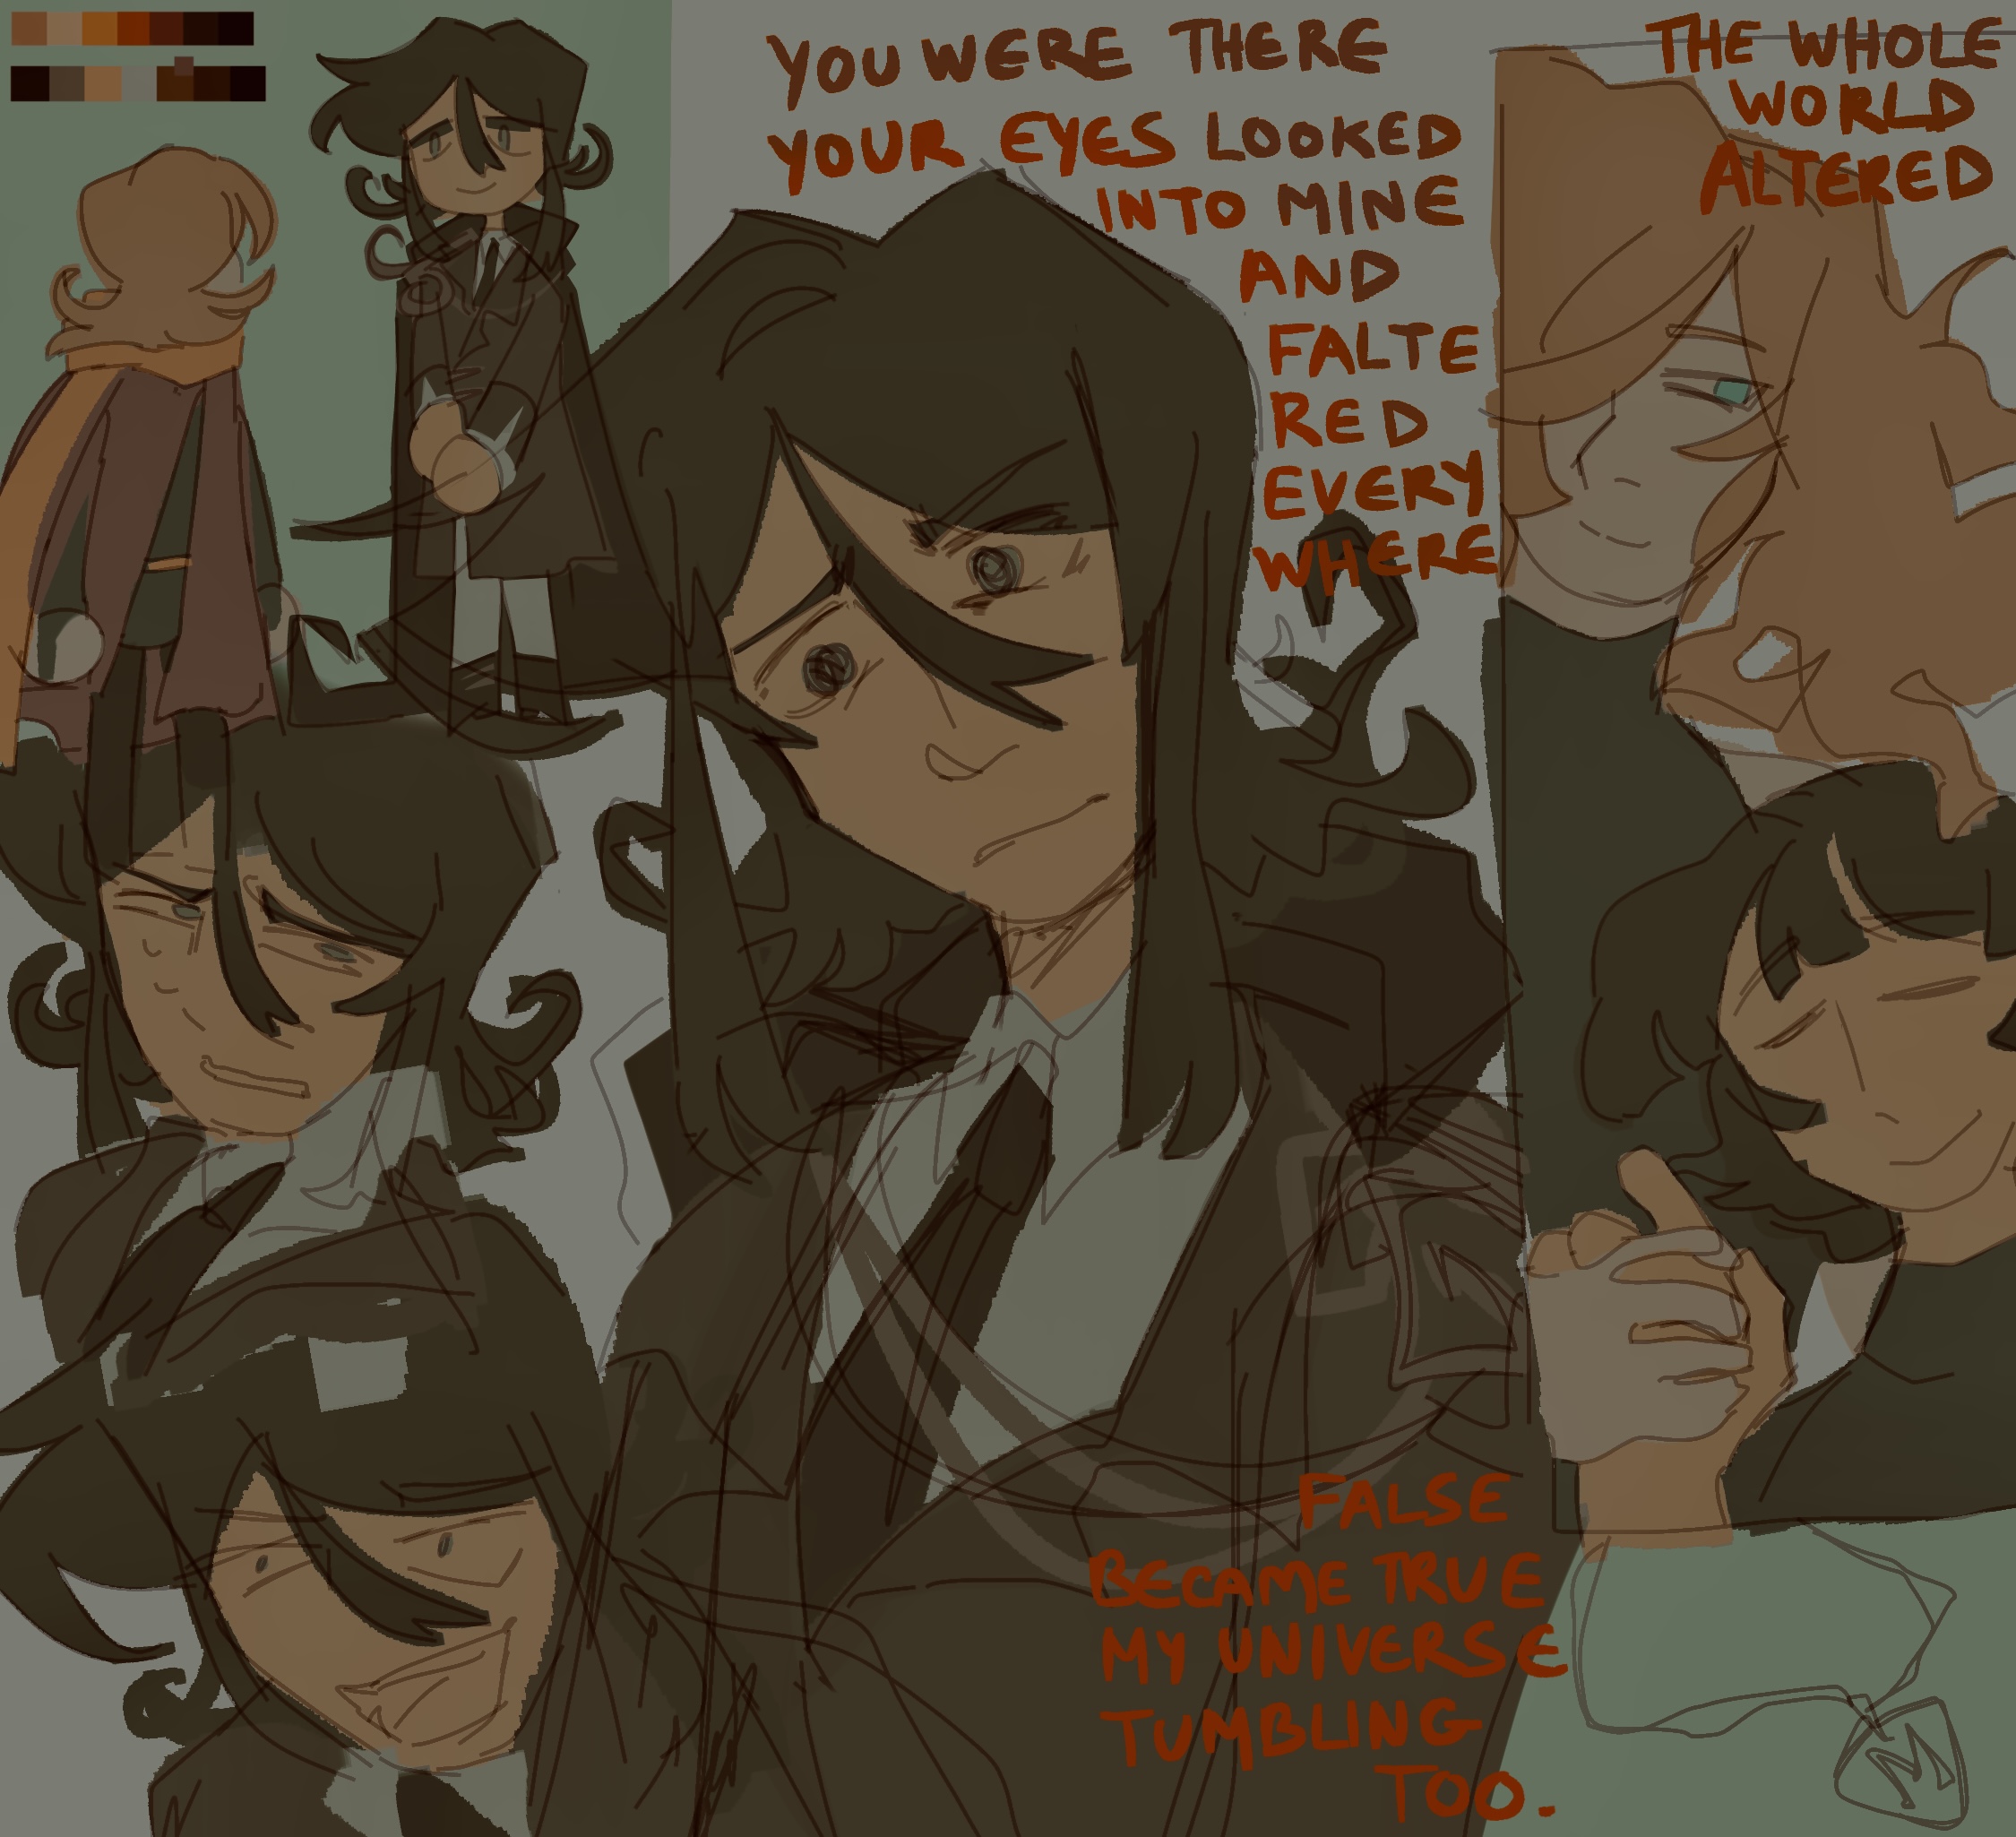 YOU WERE THERE
YOUR EYES LOOKED
INTO MINE
AND
FALTE
RED
EVERY
WHERE
THE WHOLE
WORLD
ALTERED
FALSE
BECAME TRUE
MY UNIVERSE
TUMBLING
TOO.
N